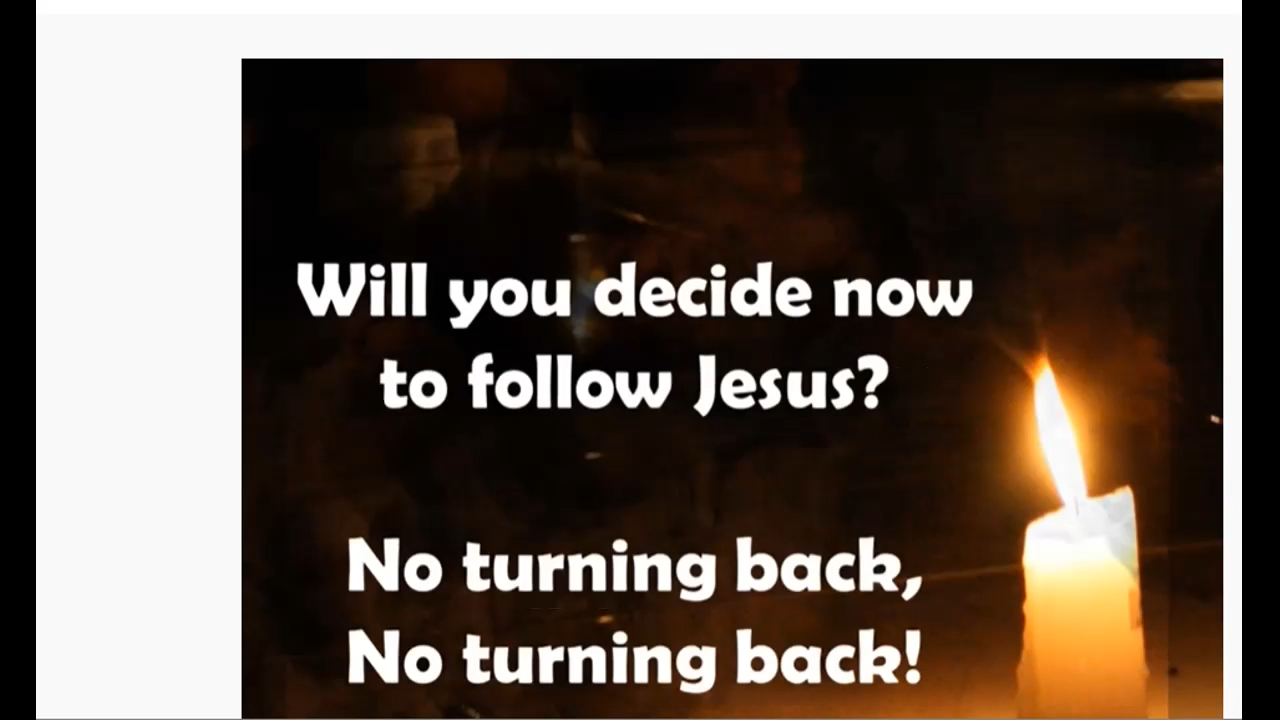 Will you decide now
to follow Jesus?
No turning back,
No turning back!